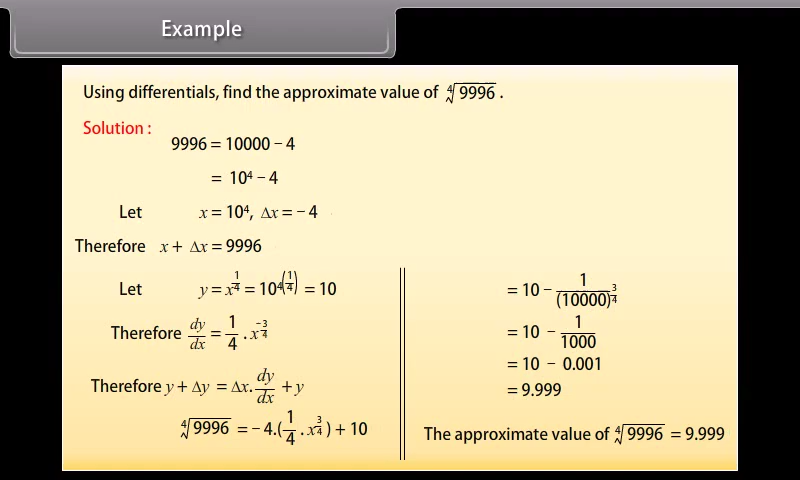 Example
Using differentials, find the approximate value of ∜9996 .
Solution :
9996 = 10000 − 4
= 10⁴ − 4
Let x = 10⁴, Δx = − 4
Therefore x + Δx = 9996
Let y = x^(1/4) = 10^4(1/4) = 10
Therefore dy/dx = 1/4 . x^(−3/4)
Therefore y + Δy = Δx. dy/dx + y
∜9996 = − 4.(1/4 . x^(3/4)) + 10
= 10 − 1/(10000)^(3/4)
= 10 − 1/1000
= 10 − 0.001
= 9.999
The approximate value of ∜9996 = 9.999